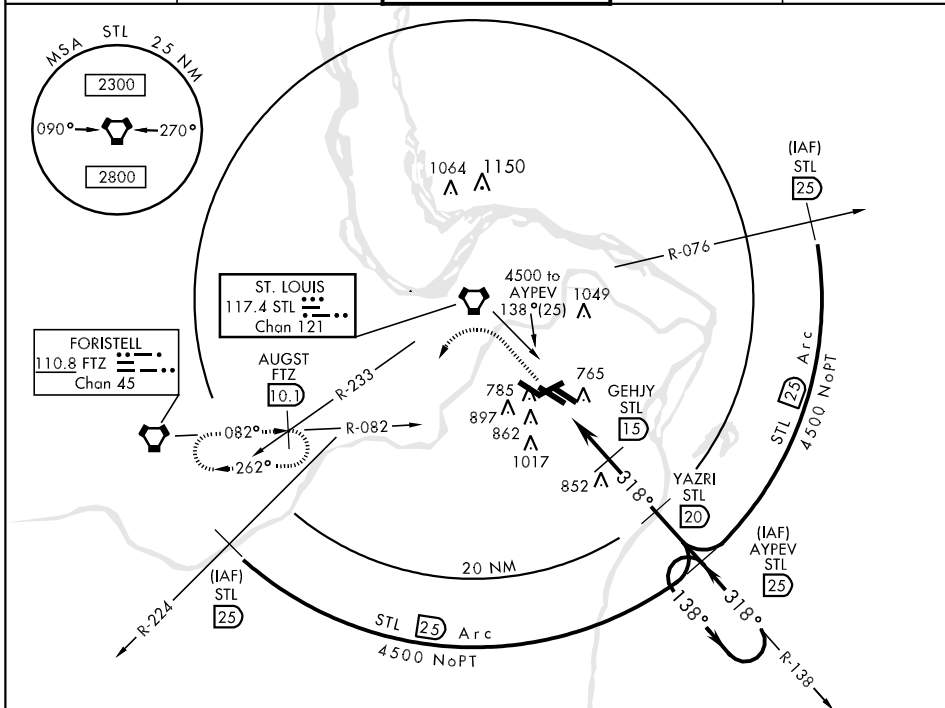 MSA STL 25 NM
2300
090°
270°
2800
1064
1150
(IAF)
STL
25
R-076
ST. LOUIS
117.4 STL
Chan 121
4500 to
AYPEV
138°(25)
1049
FORISTELL
110.8 FTZ
Chan 45
AUGST
FTZ
10.1
R-233
082°
R-082
262°
785
765
897
862
1017
GEHJY
STL
15
852
318°
YAZRI
STL
20
STL 25 Arc
4500 NoPT
(IAF)
AYPEV
STL
25
20 NM
(IAF)
STL
25
R-224
STL 25 Arc
4500 NoPT
138°
318°
R-138